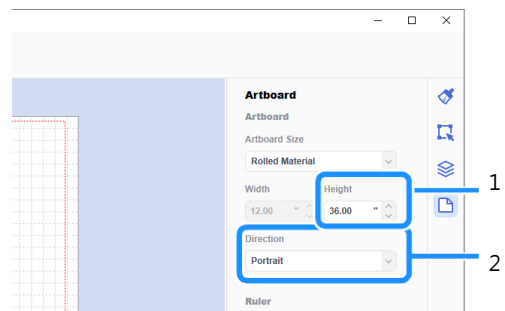 Artboard
Artboard
Artboard Size
Rolled Material
Width Height
12.00 " 36.00 "
1
Direction
Portrait
2
Ruler